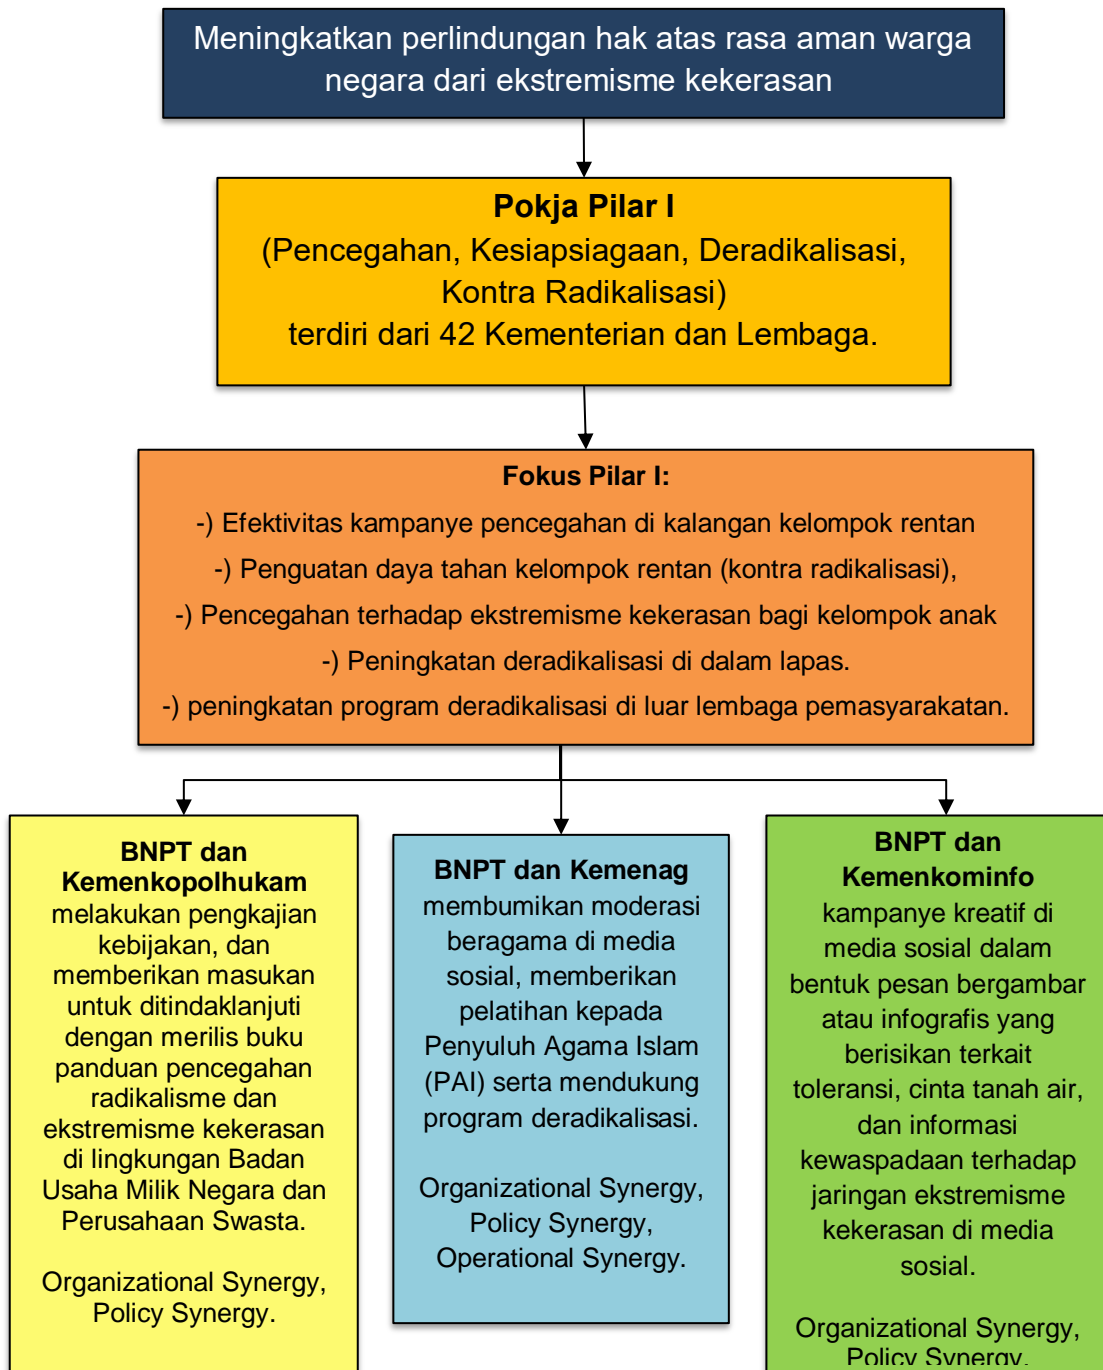 Meningkatkan perlindungan hak atas rasa aman warga
negara dari ekstremisme kekerasan
Pokja Pilar I
(Pencegahan, Kesiapsiagaan, Deradikalisasi,
Kontra Radikalisasi)
terdiri dari 42 Kementerian dan Lembaga.
Fokus Pilar I:
-) Efektivitas kampanye pencegahan di kalangan kelompok rentan
-) Penguatan daya tahan kelompok rentan (kontra radikalisasi),
-) Pencegahan terhadap ekstremisme kekerasan bagi kelompok anak
-) Peningkatan deradikalisasi di dalam lapas.
-) peningkatan program deradikalisasi di luar lembaga pemasyarakatan.
BNPT dan
Kemenkopolhukam
melakukan pengkajian
kebijakan, dan
memberikan masukan
untuk ditindaklanjuti
dengan merilis buku
panduan pencegahan
radikalisme dan
ekstremisme kekerasan
di lingkungan Badan
Usaha Milik Negara dan
Perusahaan Swasta.
Organizational Synergy,
Policy Synergy.
BNPT dan Kemenag
membumikan moderasi
beragama di media
sosial, memberikan
pelatihan kepada
Penyuluh Agama Islam
(PAI) serta mendukung
program deradikalisasi.
Organizational Synergy,
Policy Synergy,
Operational Synergy.
BNPT dan
Kemenkominfo
kampanye kreatif di
media sosial dalam
bentuk pesan bergambar
atau infografis yang
berisikan terkait
toleransi, cinta tanah air,
dan informasi
kewaspadaan terhadap
jaringan ekstremisme
kekerasan di media
sosial.
Organizational Synergy,
Policy Synergy.